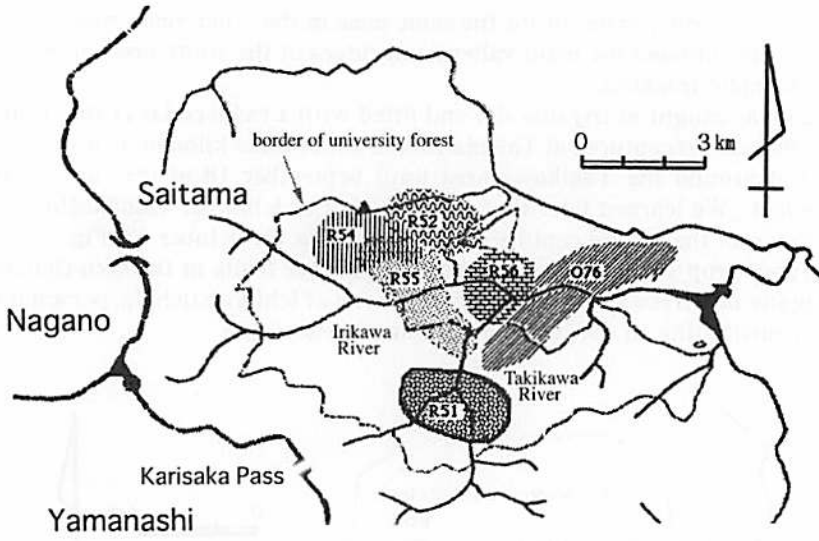 border of university forest
0 3 km
Saitama
R52
R54
R55
R56
O76
Nagano
Irikawa
River
Takikawa
River
R51
Karisaka Pass
Yamanashi